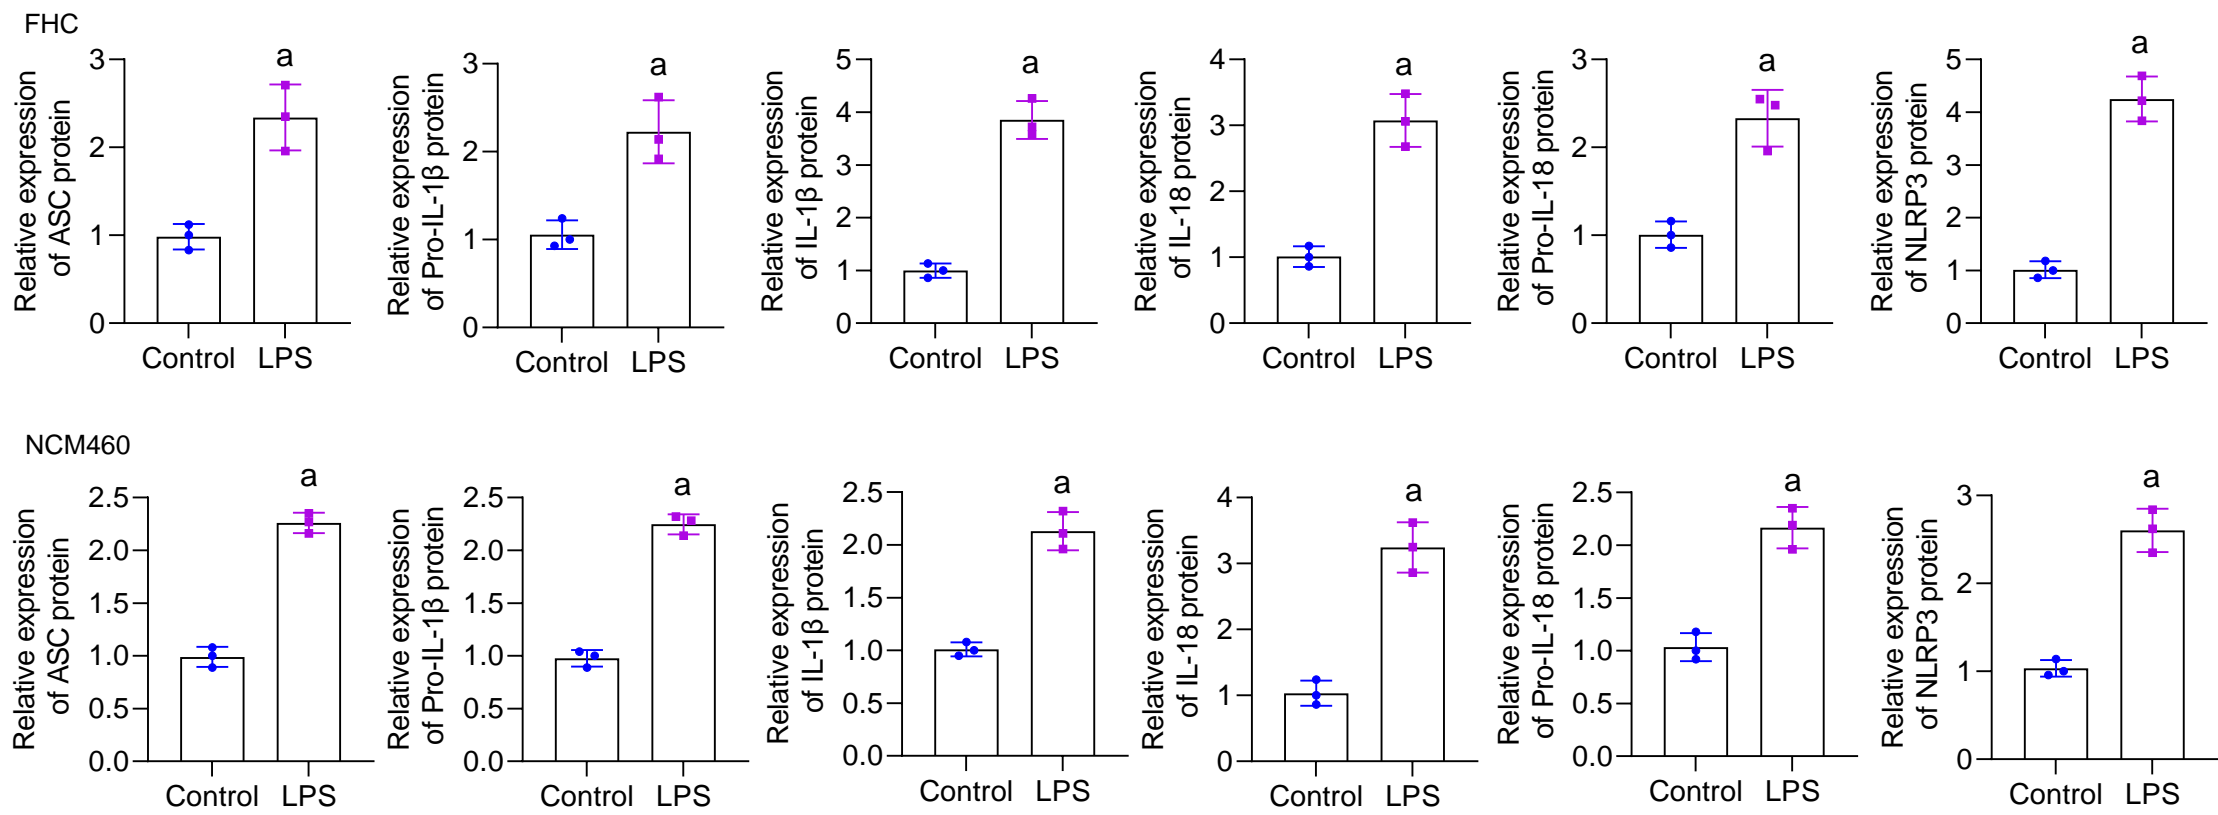 FHC
Relative expression
of ASC protein
3
2
1
0
a
Control LPS
Relative expression
of Pro-IL-1β protein
3
2
1
0
a
Control LPS
Relative expression
of IL-1β protein
5
4
3
2
1
0
a
Control LPS
Relative expression
of IL-18 protein
4
3
2
1
0
a
Control LPS
Relative expression
of Pro-IL-18 protein
3
2
1
0
a
Control LPS
Relative expression
of NLRP3 protein
5
4
3
2
1
0
a
Control LPS
NCM460
Relative expression
of ASC protein
2.5
2.0
1.5
1.0
0.5
0.0
a
Control LPS
Relative expression
of Pro-IL-1β protein
2.5
2.0
1.5
1.0
0.5
0.0
a
Control LPS
Relative expression
of IL-1β protein
2.5
2.0
1.5
1.0
0.5
0.0
a
Control LPS
Relative expression
of IL-18 protein
4
3
2
1
0
a
Control LPS
Relative expression
of Pro-IL-18 protein
2.5
2.0
1.5
1.0
0.5
0.0
a
Control LPS
Relative expression
of NLRP3 protein
3
2
1
0
a
Control LPS